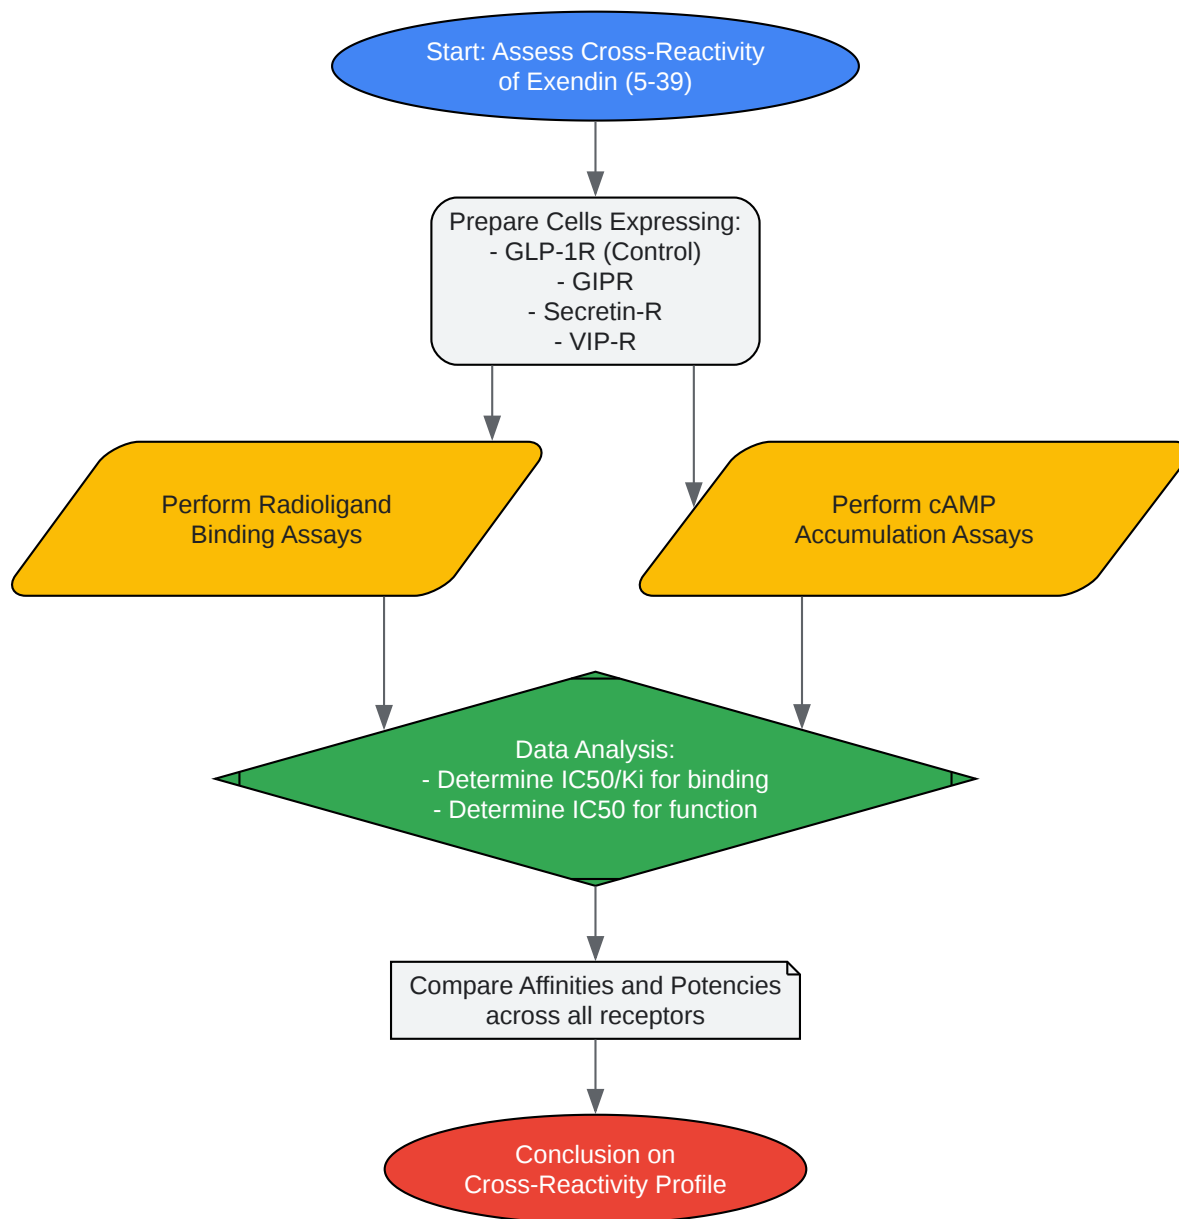 Start: Assess Cross-Reactivity
of Exendin (5-39)
Prepare Cells Expressing:
- GLP-1R (Control)
- GIPR
- Secretin-R
- VIP-R
Perform Radioligand
Binding Assays
Perform cAMP
Accumulation Assays
Data Analysis:
- Determine IC50/Ki for binding
- Determine IC50 for function
Compare Affinities and Potencies
across all receptors
Conclusion on
Cross-Reactivity Profile